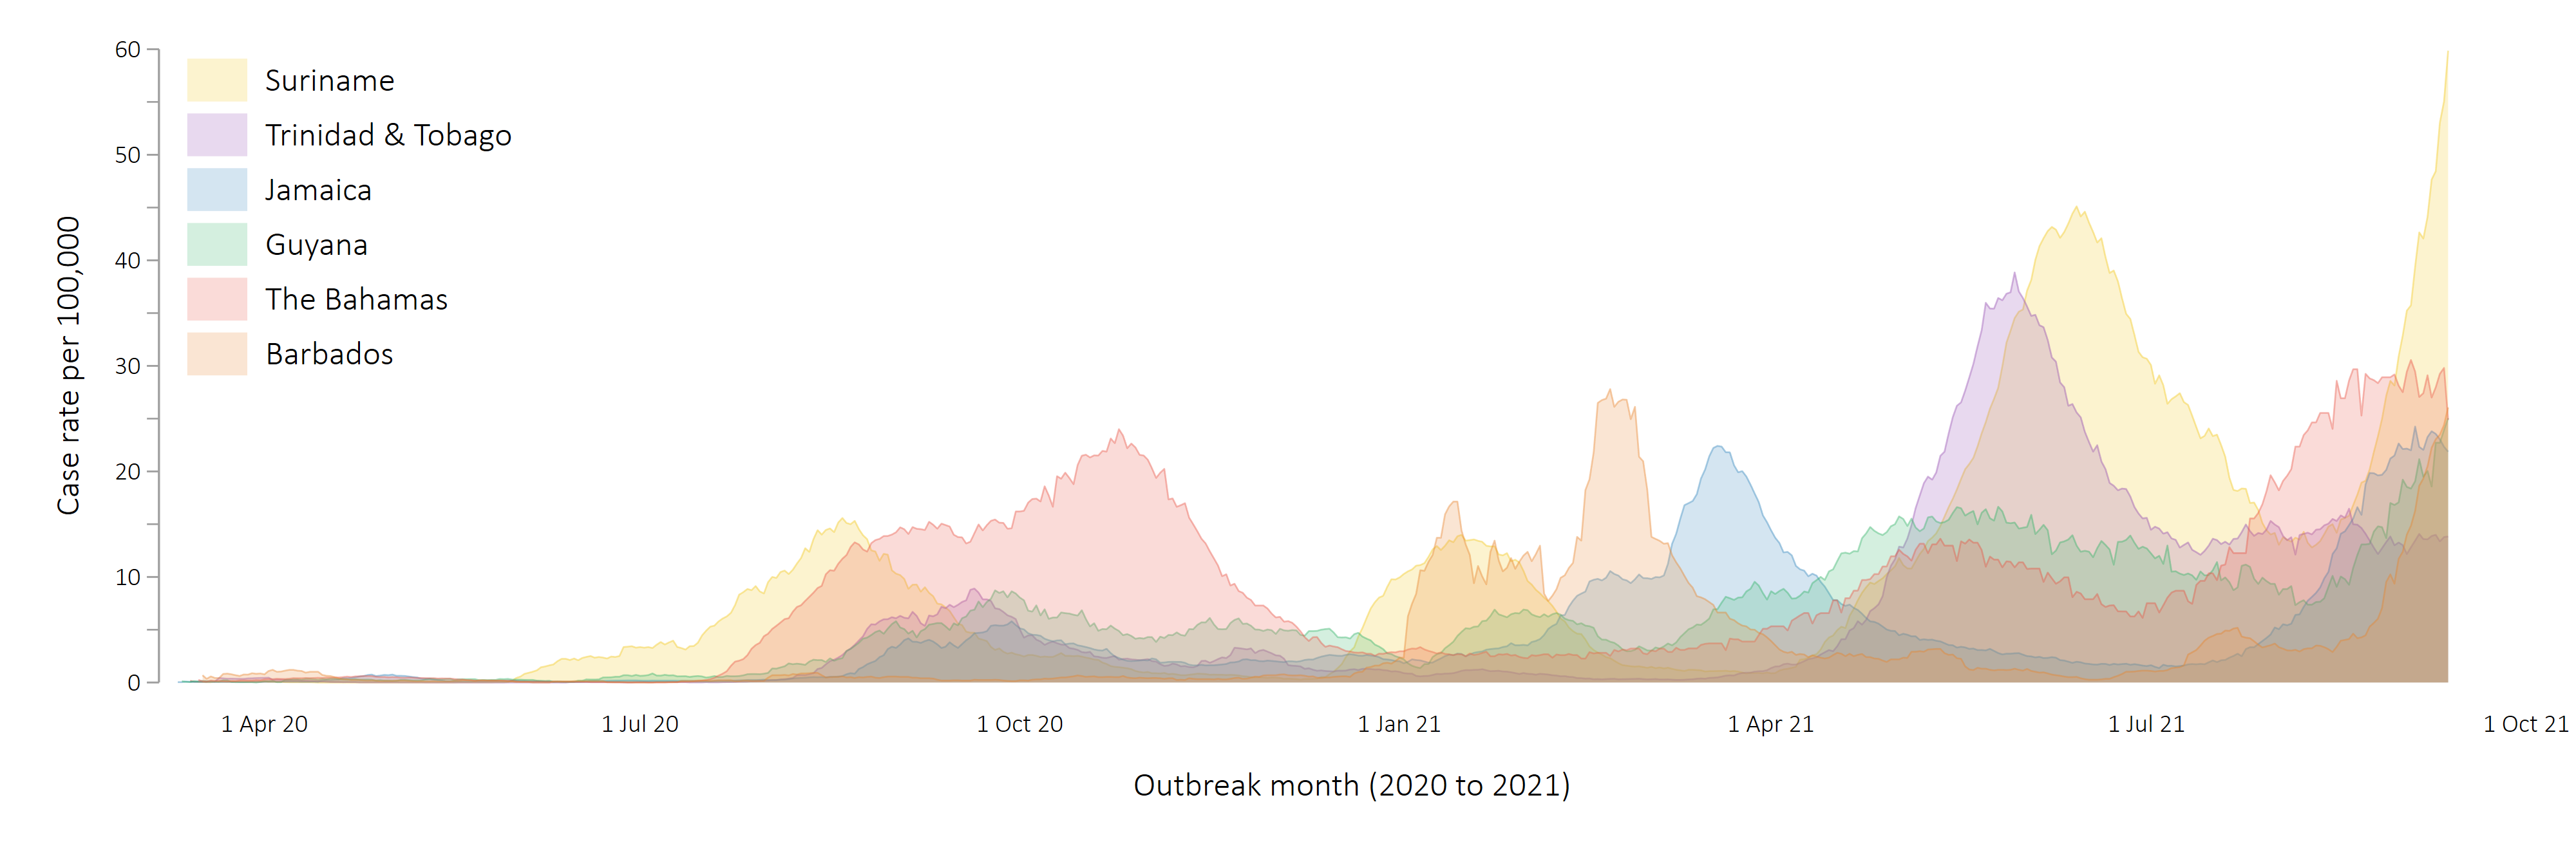 60
50
40
30
20
10
0
Case rate per 100,000
Suriname
Trinidad & Tobago
Jamaica
Guyana
The Bahamas
Barbados
1 Apr 20
1 Jul 20
1 Oct 20
1 Jan 21
1 Apr 21
1 Jul 21
1 Oct 21
Outbreak month (2020 to 2021)